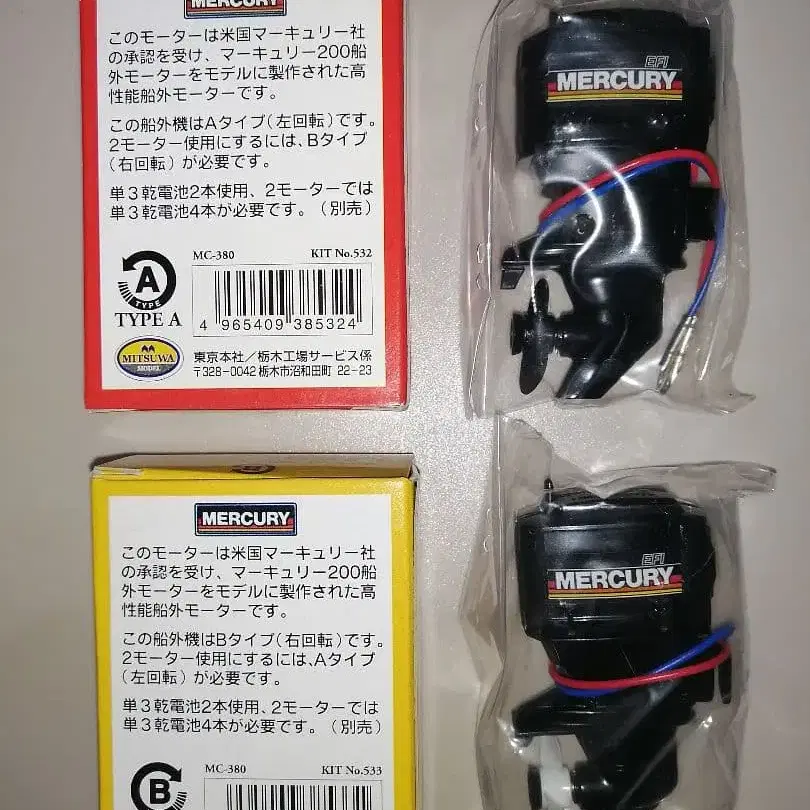 MERCURY
このモーターは米国マーキュリー社
の承認を受け、マーキュリー200船
外モーターをモデルに製作された高
性能船外モーターです。
この船外機はAタイプ(左回転)です。
2モーター使用にするには、Bタイプ
(右回転)が必要です。
単3乾電池2本使用、2モーターでは
単3乾電池4本が必要です。(別売)
MC-380 KIT No.532
A
TYPE
TYPE A
4 965409 385324
MITSUWA
MODEL
東京本社/栃木工場サービス係
〒328-0042 栃木市沼和田町 22-23
EFI
MERCURY
MERCURY
このモーターは米国マーキュリー社
の承認を受け、マーキュリー200船
外モーターをモデルに製作された高
性能船外モーターです。
この船外機はBタイプ(右回転)です。
2モーター使用にするには、Aタイプ
(左回転)が必要です。
単3乾電池2本使用、2モーターでは
単3乾電池4本が必要です。(別売)
MC-380 KIT No.533
B
EFI
MERCURY